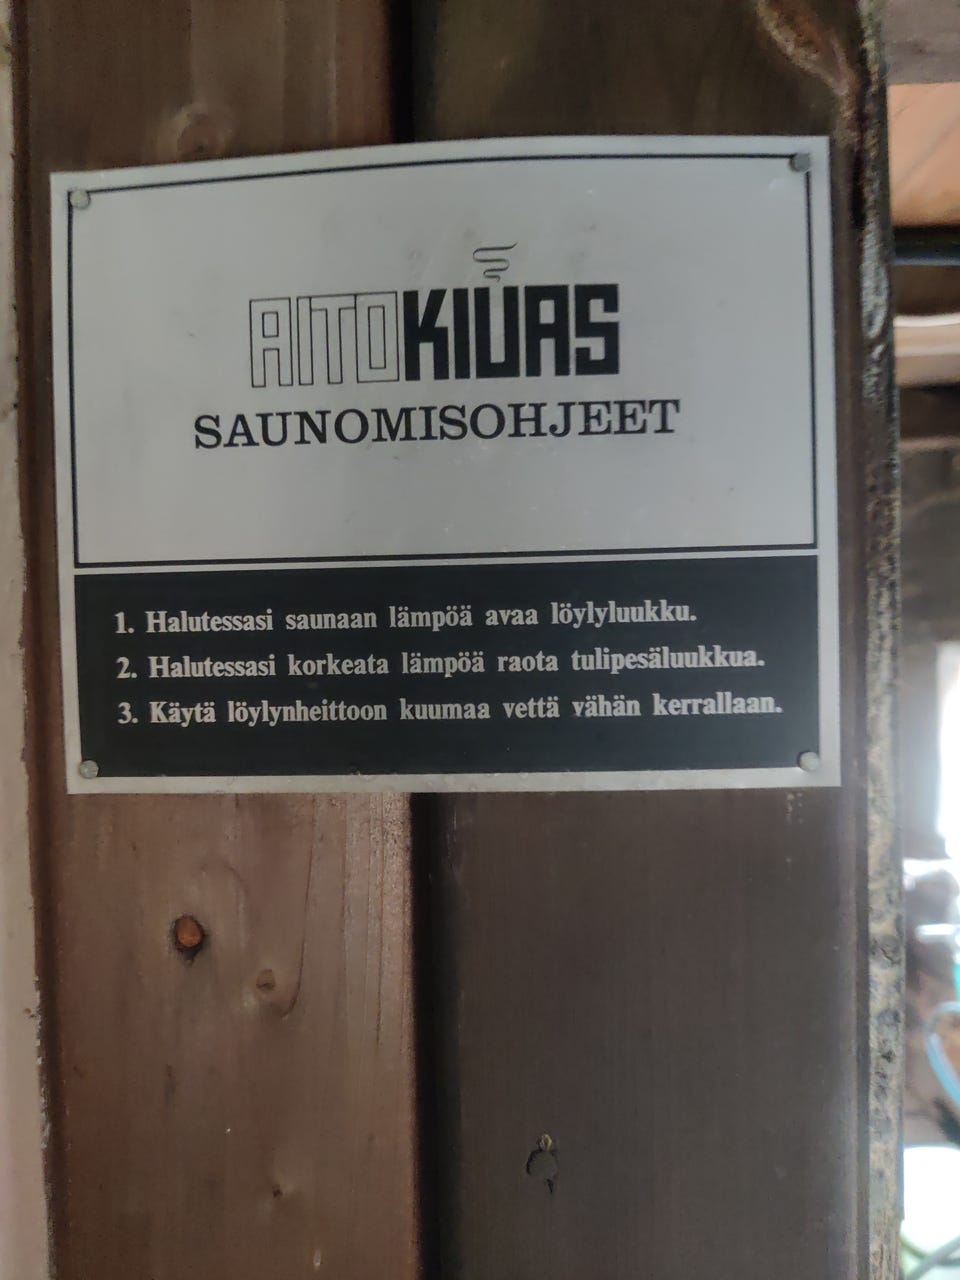 AITOKIUAS
SAUNOMISOHJEET
1. Halutessasi saunaan lämpöä avaa löylyluukku.
2. Halutessasi korkeata lämpöä raota tulipesäluukkua.
3. Käytä löylynheittoon kuumaa vettä vähän kerrallaan.